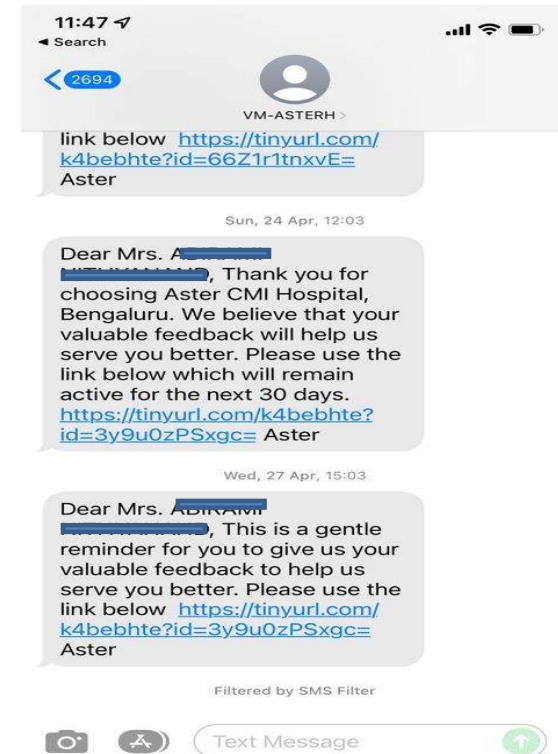 11:47
Search
2694
VM-ASTERH
link below https://tinyurl.com/
k4bebhte?id=66Z1r1tnxvE=
Aster
Sun, 24 Apr, 12:03
Dear Mrs.
, Thank you for
choosing Aster CMI Hospital,
Bengaluru. We believe that your
valuable feedback will help us
serve you better. Please use the
link below which will remain
active for the next 30 days.
https://tinyurl.com/k4bebhte?
id=3y9u0zPSxgc= Aster
Wed, 27 Apr, 15:03
Dear Mrs.
, This is a gentle
reminder for you to give us your
valuable feedback to help us
serve you better. Please use the
link below https://tinyurl.com/
k4bebhte?id=3y9u0zPSxgc=
Aster
Filtered by SMS Filter
Text Message